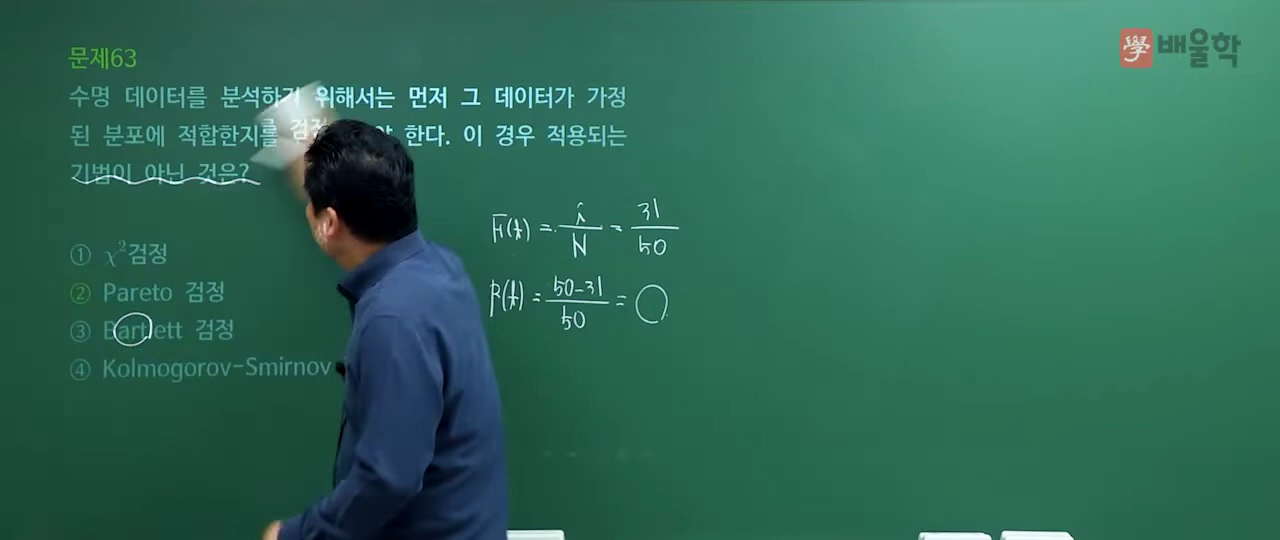 學 배울학
문제63
수명 데이터를 분석하기 위해서는 먼저 그 데이터가 가정
된 분포에 적합한지를 검정 한다. 이 경우 적용되는
기법이 아닌 것은?
① χ²검정
② Pareto 검정
③ Bartlett 검정
④ Kolmogorov-Smirnov
F(t) = i/N = 31/50
R(t) = 50-31/50 = ○